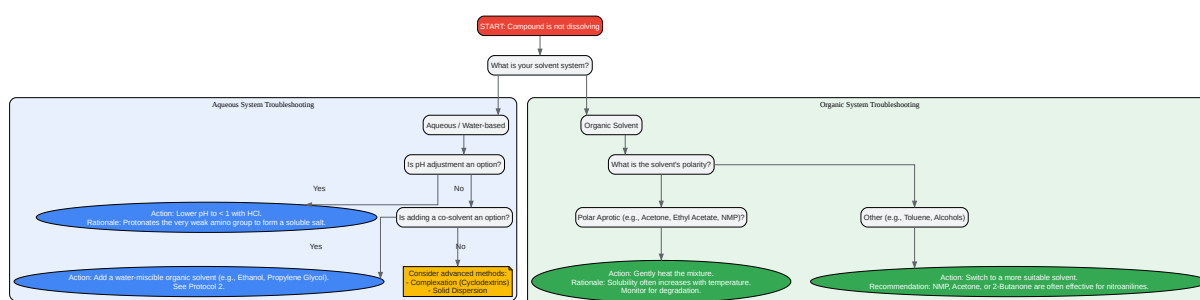 START: Compound is not dissolving
What is your solvent system?
Aqueous System Troubleshooting
Organic System Troubleshooting
Aqueous / Water-based
Organic Solvent
Is pH adjustment an option?
What is the solvent's polarity?
Yes
No
Action: Lower pH to < 1 with HCl.
Rationale: Protonates the very weak amino group to form a soluble salt.
Is adding a co-solvent an option?
Polar Aprotic (e.g., Acetone, Ethyl Acetate, NMP)?
Other (e.g., Toluene, Alcohols)
Yes
No
Action: Add a water-miscible organic solvent (e.g., Ethanol, Propylene Glycol).
See Protocol 2.
Consider advanced methods:
- Complexation (Cyclodextrins)
- Solid Dispersion
Action: Gently heat the mixture.
Rationale: Solubility often increases with temperature.
Monitor for degradation.
Action: Switch to a more suitable solvent.
Recommendation: NMP, Acetone, or 2-Butanone are often effective for nitroanilines.